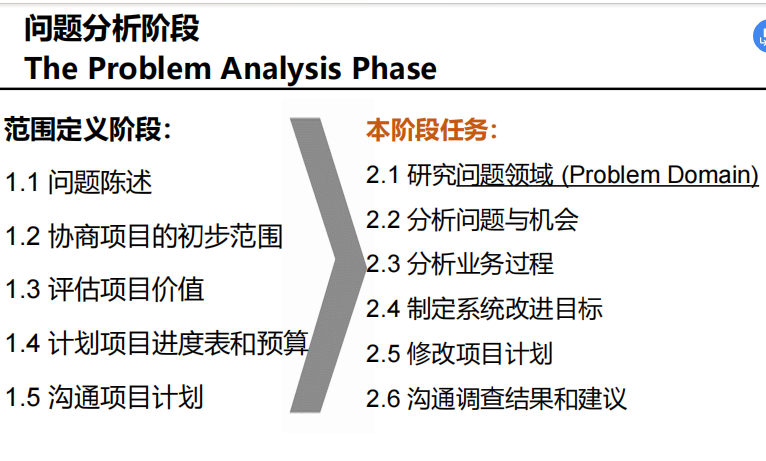 问题分析阶段
The Problem Analysis Phase
范围定义阶段：
1.1 问题陈述
1.2 协商项目的初步范围
1.3 评估项目价值
1.4 计划项目进度表和预算
1.5 沟通项目计划
本阶段任务：
2.1 研究问题领域 (Problem Domain)
2.2 分析问题与机会
2.3 分析业务过程
2.4 制定系统改进目标
2.5 修改项目计划
2.6 沟通调查结果和建议